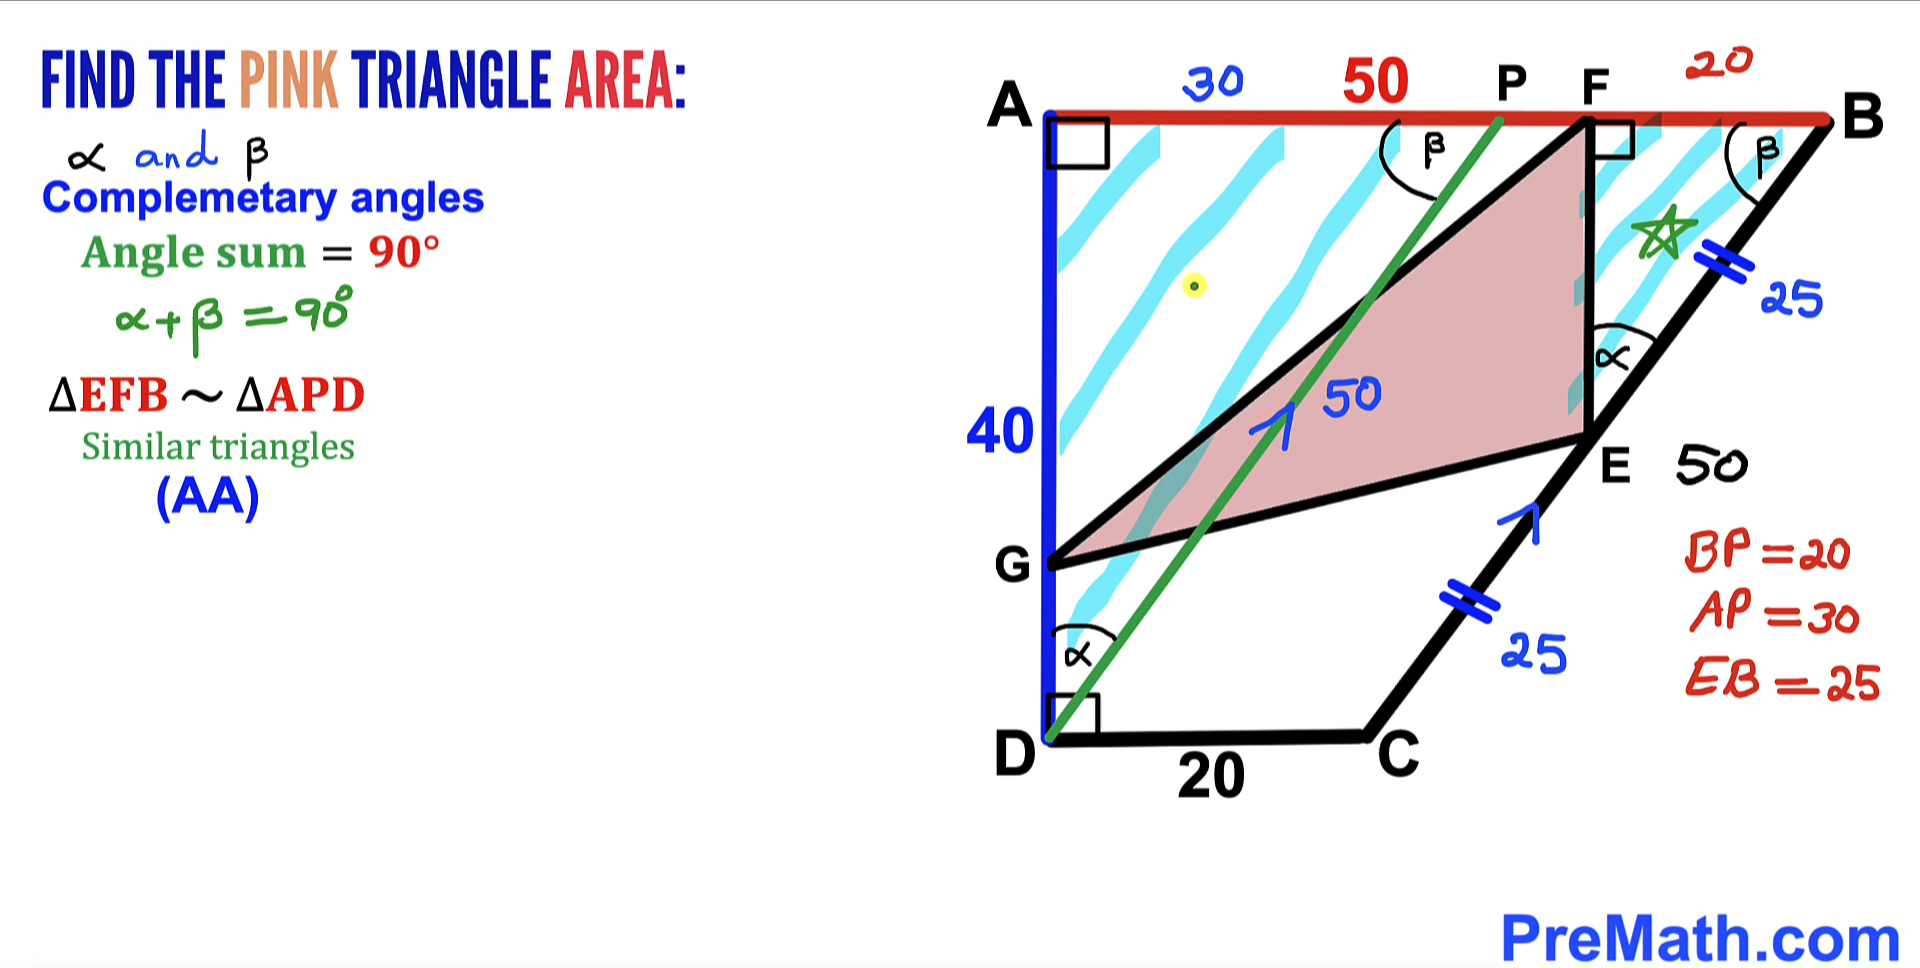 FIND THE PINK TRIANGLE AREA:
α and β
Complemetary angles
Angle sum = 90°
α+β=90°
ΔEFB ~ ΔAPD
Similar triangles
(AA)
A 30 50 P F 20 B
β β
25
α
50
40
E 50
G
BP=20
AP=30
EB=25
α
25
D 20 C
PreMath.com